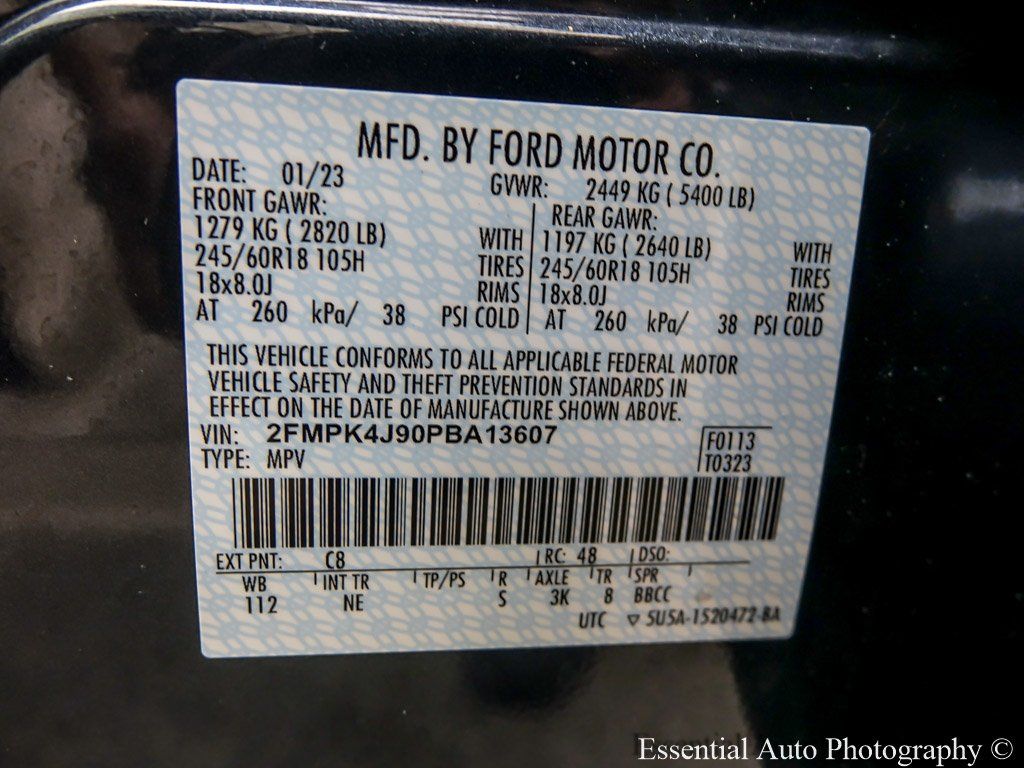 MFD. BY FORD MOTOR CO.
DATE: 01/23 GVWR: 2449 KG ( 5400 LB)
FRONT GAWR: REAR GAWR:
1279 KG ( 2820 LB) WITH 1197 KG ( 2640 LB) WITH
245/60R18 105H TIRES 245/60R18 105H TIRES
18x8.0J RIMS 18x8.0J RIMS
AT 260 kPa/ 38 PSI COLD AT 260 kPa/ 38 PSI COLD
THIS VEHICLE CONFORMS TO ALL APPLICABLE FEDERAL MOTOR
VEHICLE SAFETY AND THEFT PREVENTION STANDARDS IN
EFFECT ON THE DATE OF MANUFACTURE SHOWN ABOVE.
VIN: 2FMPK4J90PBA13607 F0113
TYPE: MPV T0323
EXT PNT: C8 RC: 48 DSO:
WB INT TR TP/PS R AXLE TR SPR
112 NE S 3K 8 BBCC
UTC ▽ 5U5A-1520472-BA
Essential Auto Photography ©